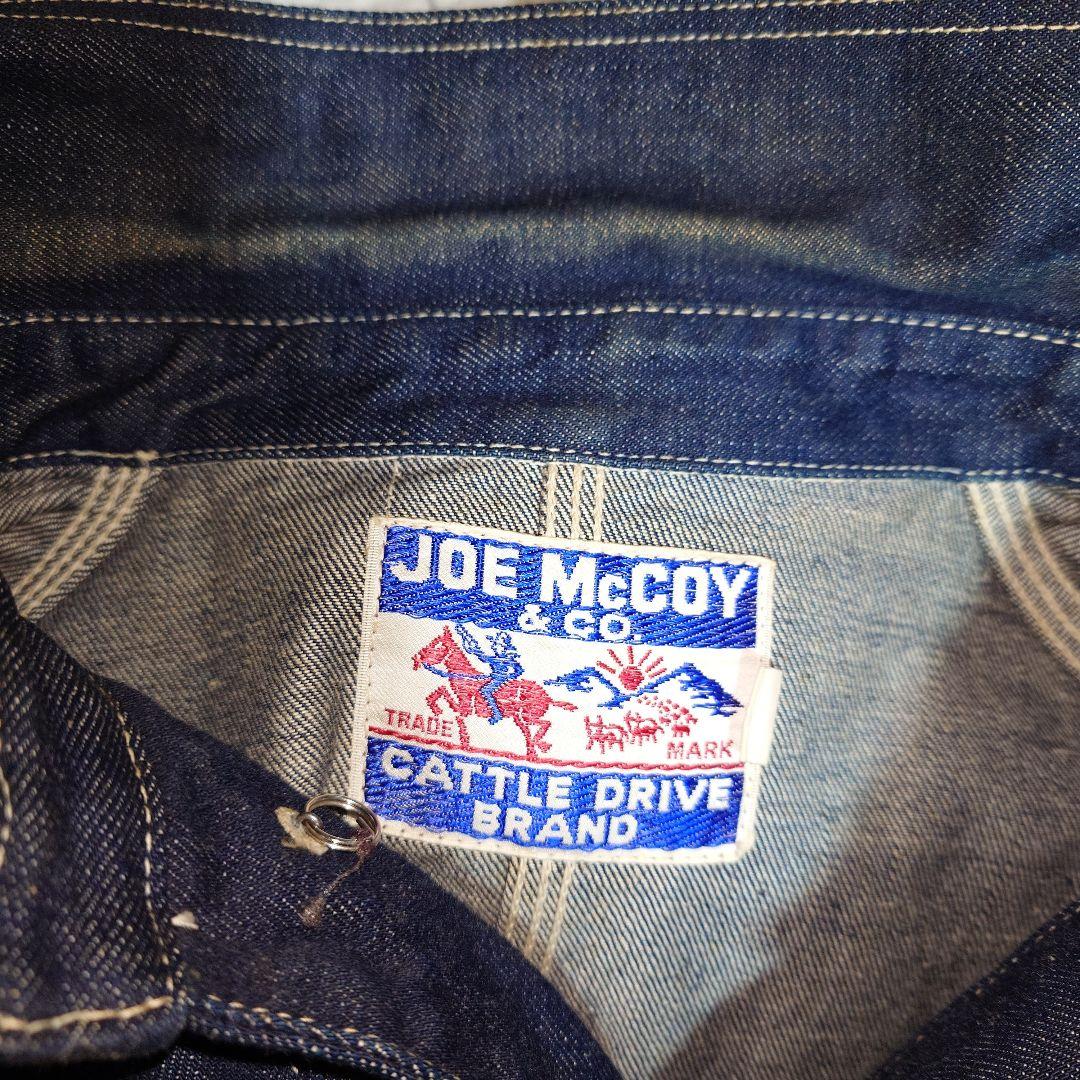 JOE McCOY
& CO.
TRADE MARK
CATTLE DRIVE
BRAND